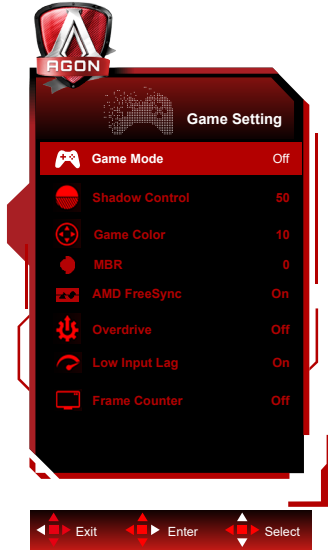 AGON
Game Setting
Game Mode Off
Shadow Control 50
Game Color 10
MBR 0
AMD FreeSync On
Overdrive Off
Low Input Lag On
Frame Counter Off
Exit Enter Select